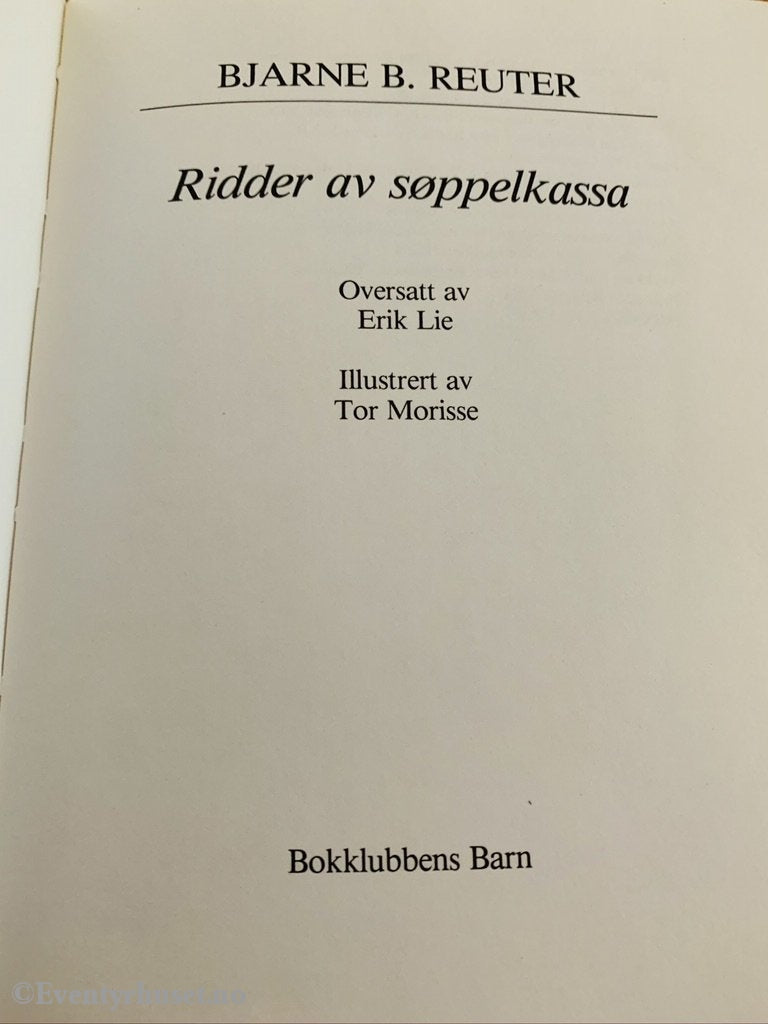 BJARNE B. REUTER
Ridder av søppelkassa
Oversatt av
Erik Lie
Illustrert av
Tor Morisse
Bokklubbens Barn
©Eventyrhuset.no